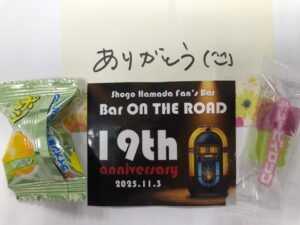 ありがとう(^^)
Shogo Hamada Fan's Bar
Bar ON THE ROAD
19th
anniversary
2025.11.3